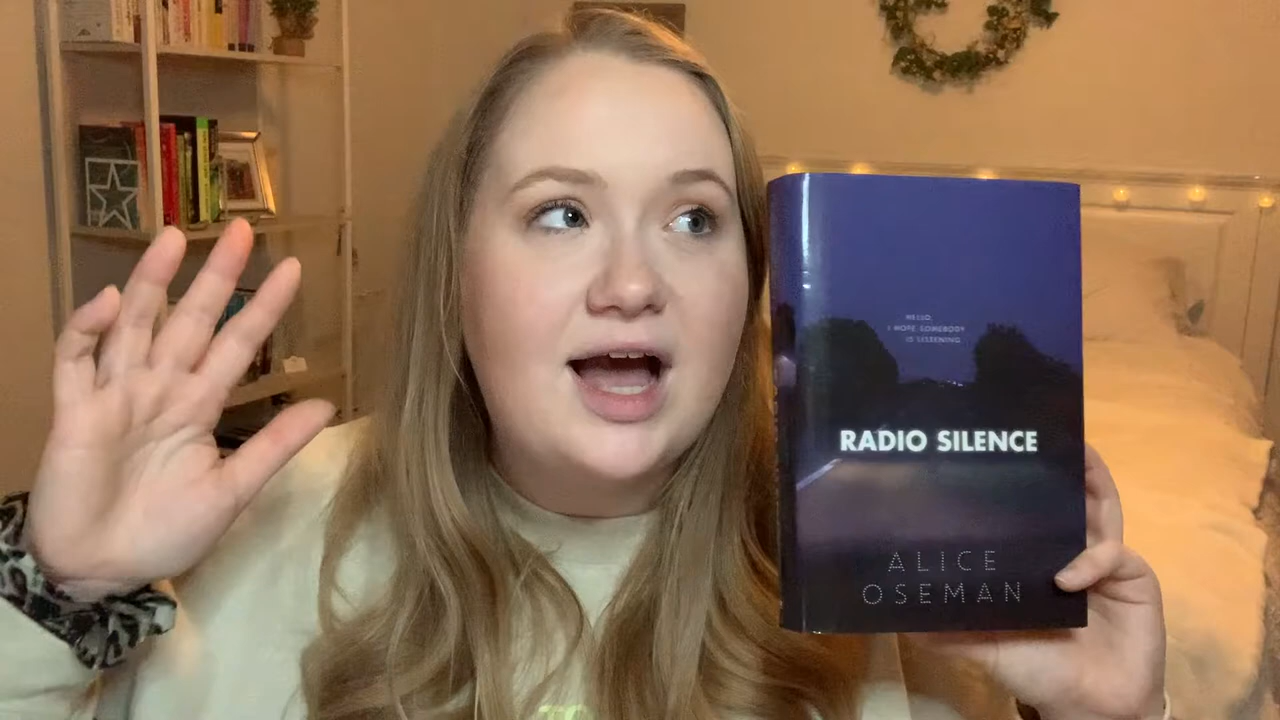 HELLO.
I HOPE SOMEBODY
IS LISTENING.
RADIO SILENCE
ALICE
OSEMAN